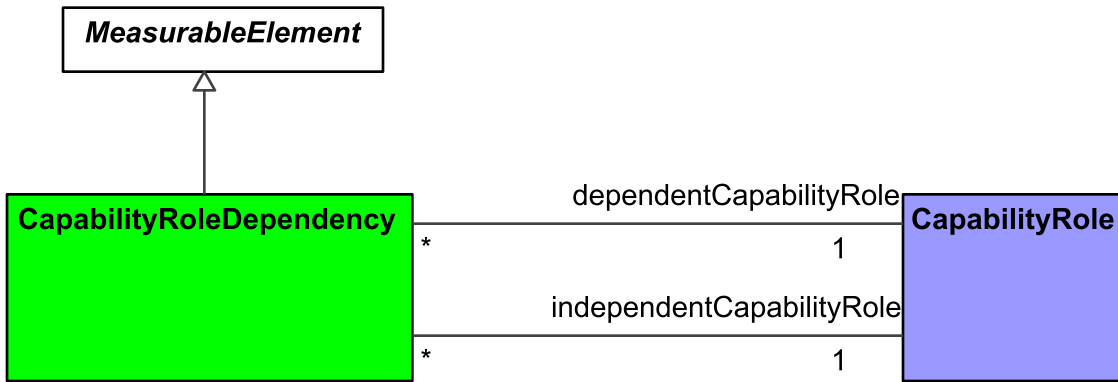 MeasurableElement
dependentCapabilityRole
CapabilityRoleDependency
CapabilityRole
* 1
independentCapabilityRole
* 1